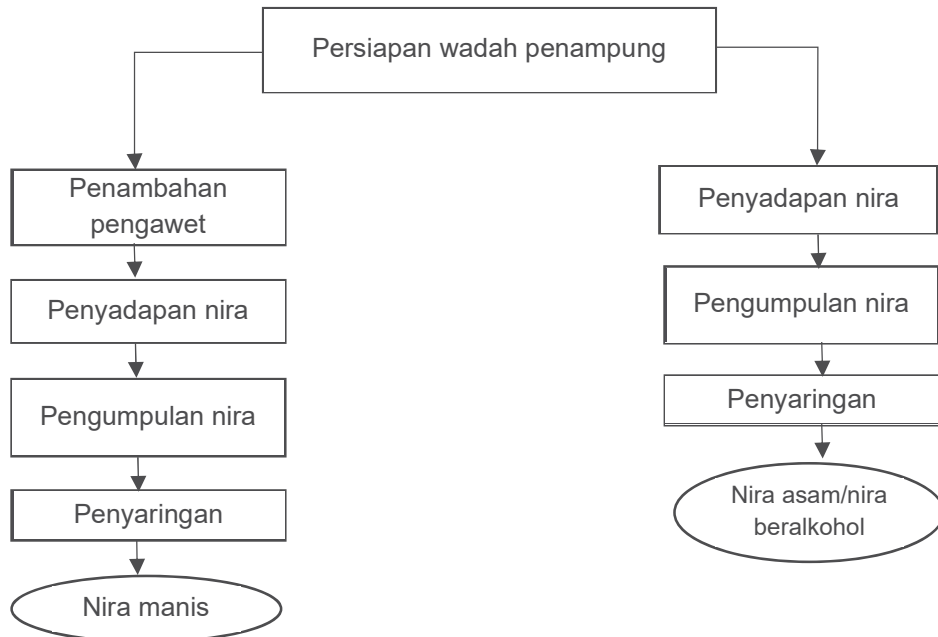 Persiapan wadah penampung
Penambahan
pengawet
Penyadapan nira
Pengumpulan nira
Penyaringan
Nira manis
Penyadapan nira
Pengumpulan nira
Penyaringan
Nira asam/nira
beralkohol